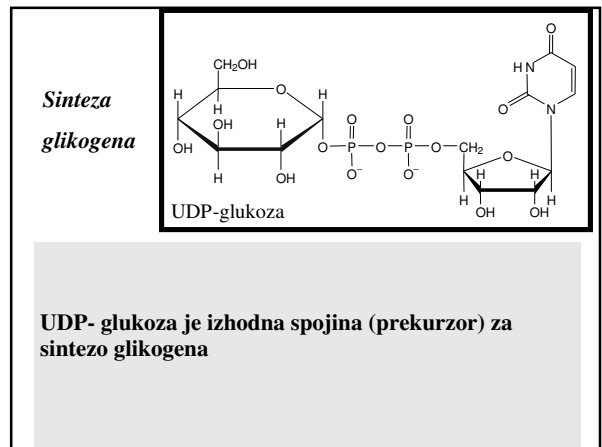 Sinteza
glikogena
CH₂OH
O
H
H
H
OH
H
OH
H
OH
O
P
O
O⁻
O
P
O
O⁻
O
CH₂
O
H
H
H
H
OH
OH
N
HN
O
O
UDP-glukoza
UDP- glukoza je izhodna spojina (prekurzor) za
sintezo glikogena